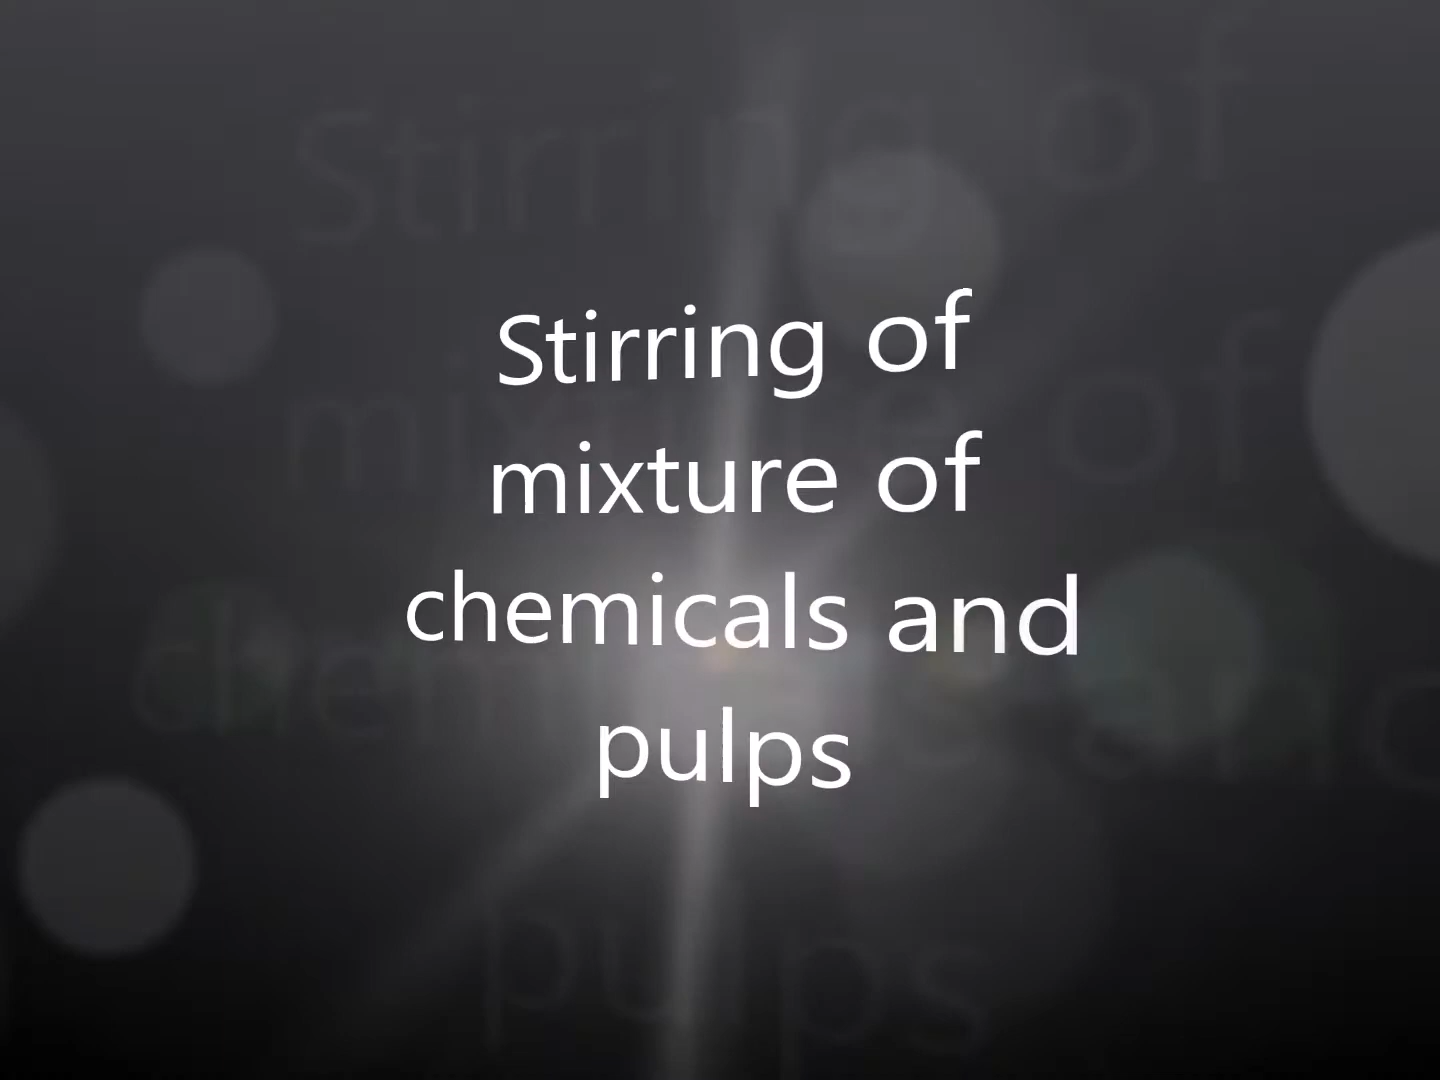 Stirring of
mixture of
chemicals and
pulps